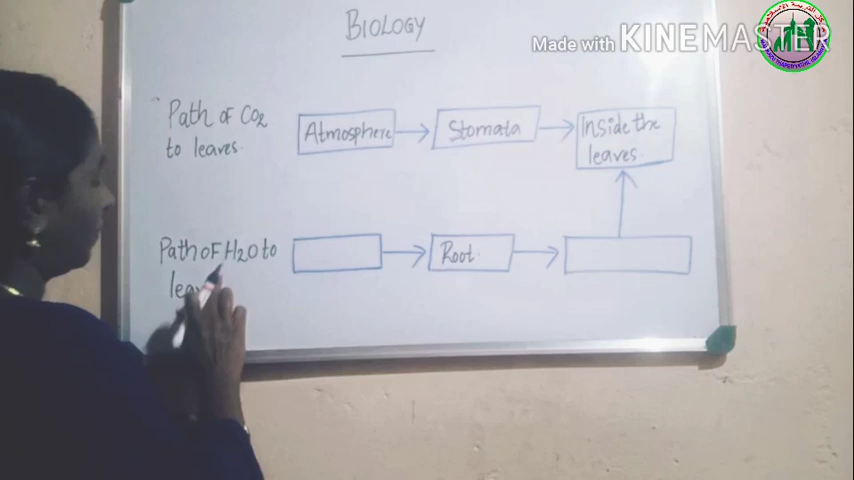 BIOLOGY
Made with KINEMASTER
Path of CO2
to leaves.
Atmosphere
Stomata
Inside the
leaves
Path of H2O to
Root.